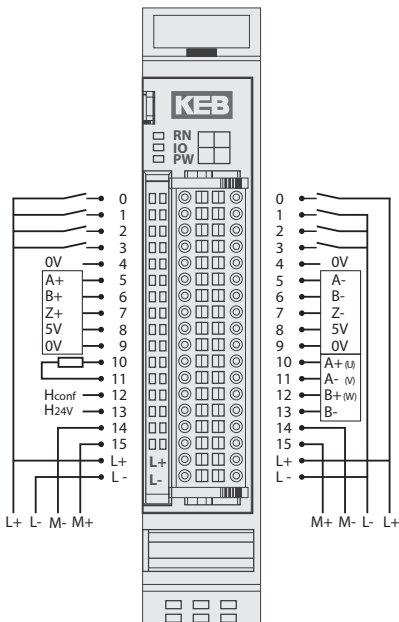 KEB
RN
IO
PW
0 0
1 1
2 2
3 3
0V 4 4 0V
A+ 5 5 A-
B+ 6 6 B-
Z+ 7 7 Z-
5V 8 8 5V
0V 9 9 0V
10 10 A+ (U)
11 11 A- (V)
Hconf 12 12 B+ (W)
H24V 13 13 B-
14 14
15 15
L+ L+ L+
L - L- L -
L+ L- M- M+ M+ M- L- L+